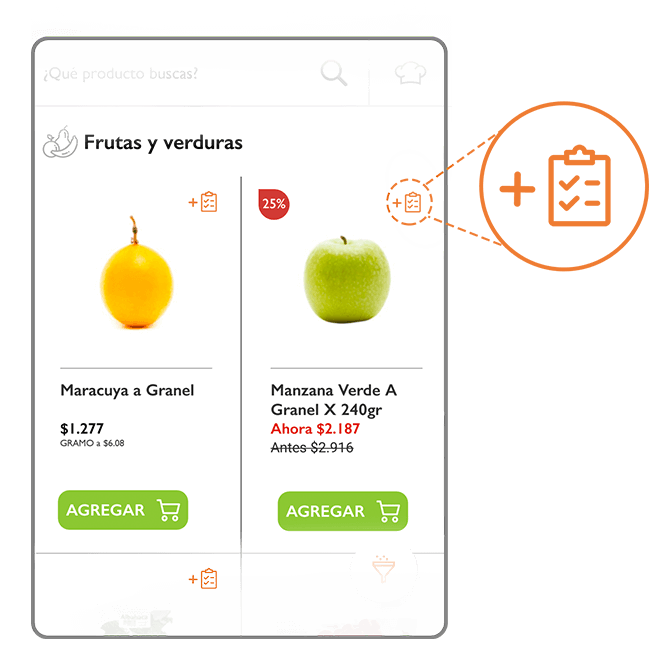 ¿Qué producto buscas?
Frutas y verduras
25%
Maracuya a Granel
$1.277
GRAMO a $6.08
AGREGAR
Manzana Verde A
Granel X 240gr
Ahora $2.187
Antes $2.916
AGREGAR